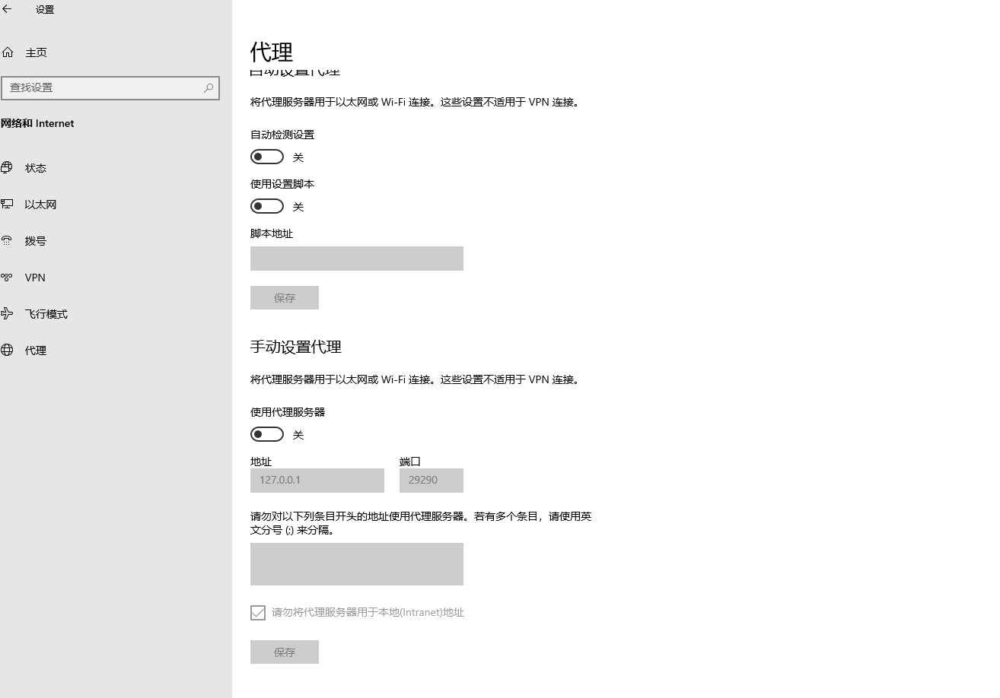 设置
主页
查找设置
网络和 Internet
状态
以太网
拨号
VPN
飞行模式
代理
代理
自动设置代理
将代理服务器用于以太网或 Wi-Fi 连接。这些设置不适用于 VPN 连接。
自动检测设置
关
使用设置脚本
关
脚本地址
保存
手动设置代理
将代理服务器用于以太网或 Wi-Fi 连接。这些设置不适用于 VPN 连接。
使用代理服务器
关
地址 端口
127.0.0.1 29290
请勿对以下列条目开头的地址使用代理服务器。若有多个条目，请使用英
文分号 (;) 来分隔。
请勿将代理服务器用于本地(Intranet)地址
保存